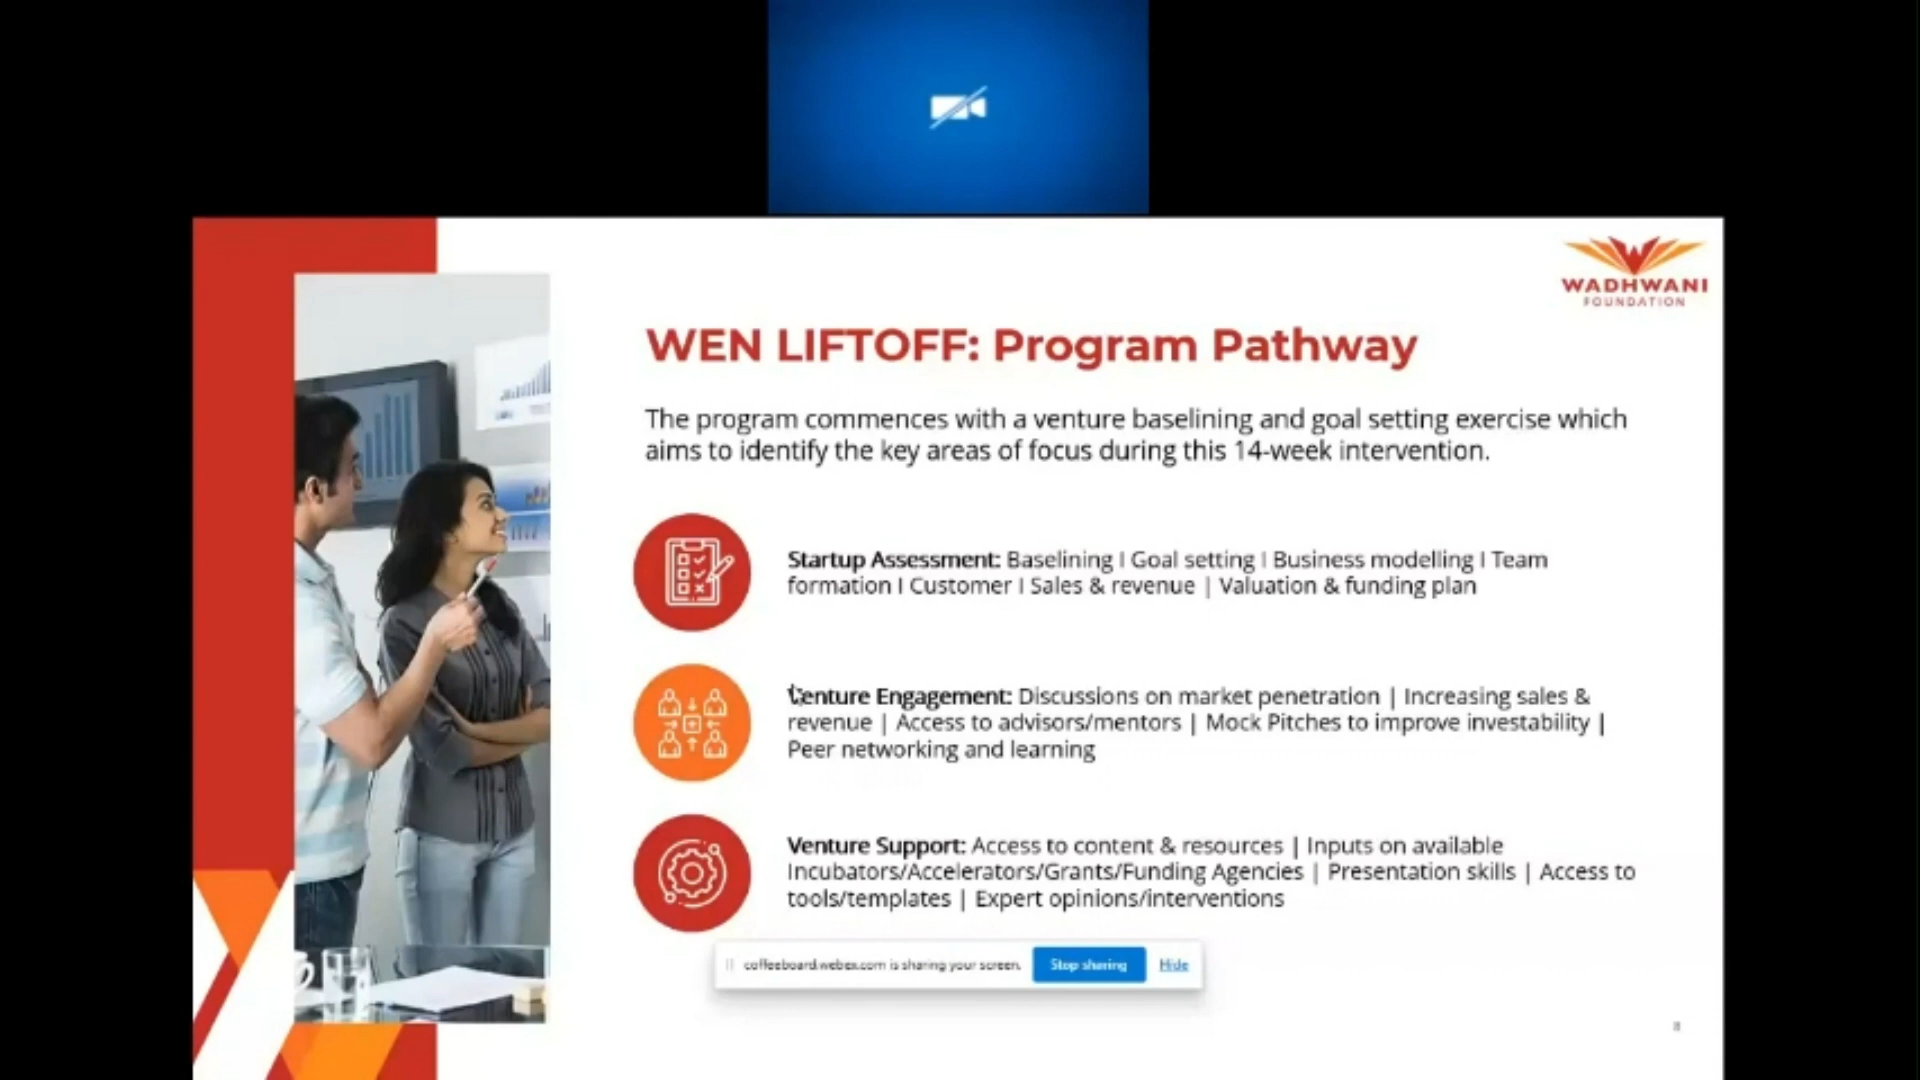 WADHWANI
FOUNDATION
WEN LIFTOFF: Program Pathway
The program commences with a venture baselining and goal setting exercise which
aims to identify the key areas of focus during this 14-week intervention.
Startup Assessment: Baselining I Goal setting I Business modelling I Team
formation I Customer I Sales & revenue | Valuation & funding plan
Venture Engagement: Discussions on market penetration | Increasing sales &
revenue | Access to advisors/mentors | Mock Pitches to improve investability |
Peer networking and learning
Venture Support: Access to content & resources | Inputs on available
Incubators/Accelerators/Grants/Funding Agencies | Presentation skills | Access to
tools/templates | Expert opinions/interventions
coffeeboard.webex.com is sharing your screen. Stop sharing Hide
8